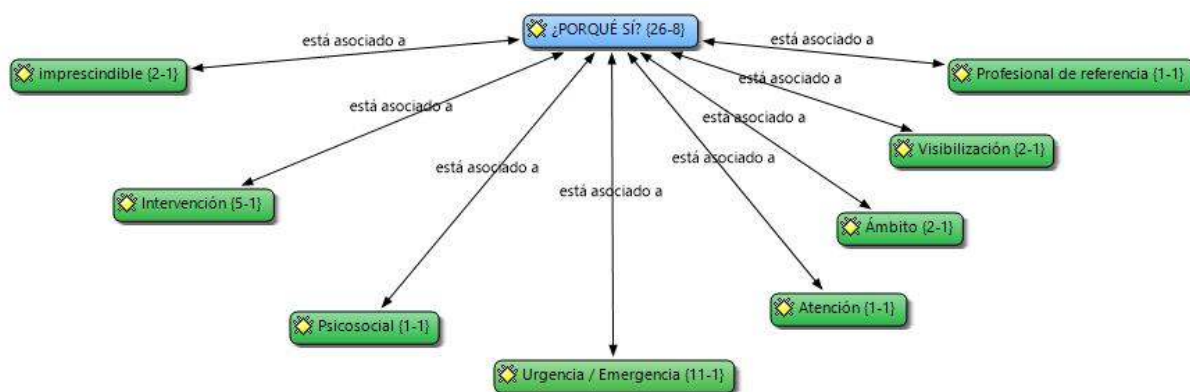 ¿PORQUÉ SÍ? {26-8}
está asociado a
está asociado a
imprescindible {2-1}
Profesional de referencia {1-1}
está asociado a
está asociado a
está asociado a
Visibilización {2-1}
está asociado a
está asociado a
está asociado a
Intervención {5-1}
Ámbito {2-1}
Atención {1-1}
Psicosocial {1-1}
Urgencia / Emergencia {11-1}